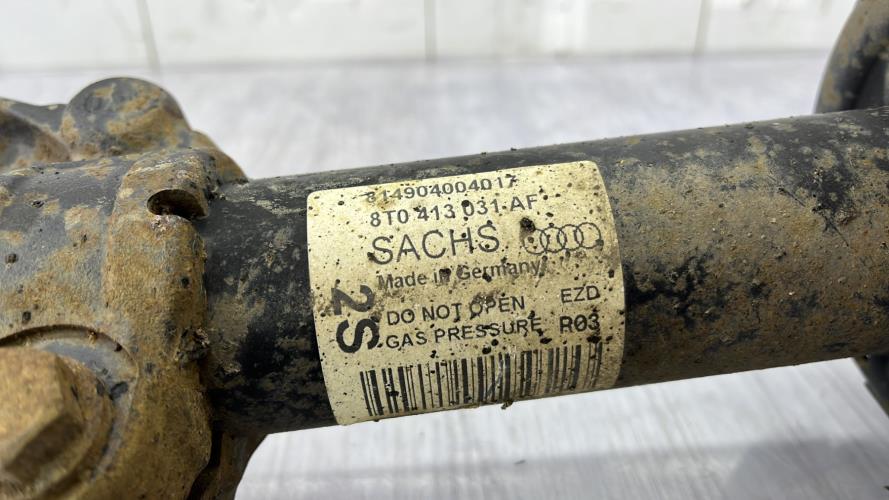 814904004017
8T0 413 031 AF
SACHS
Made in Germany
2S
DO NOT OPEN EZD
GAS PRESSURE R03